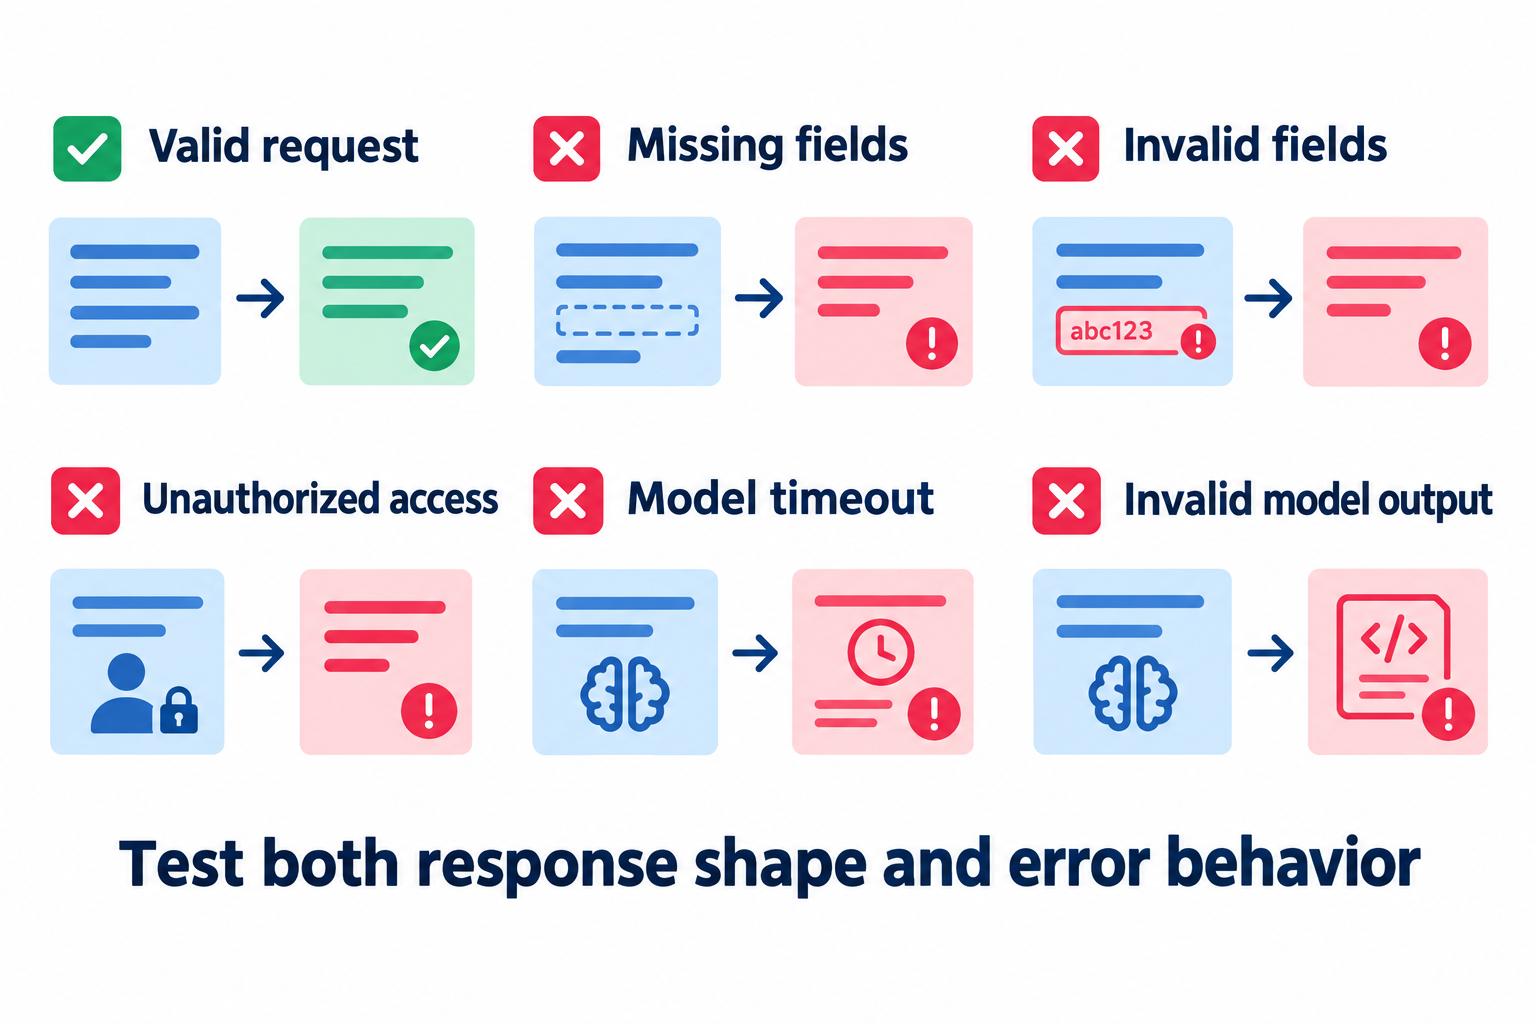 Valid request
Missing fields
Invalid fields
abc123
Unauthorized access
Model timeout
Invalid model output
</>
Test both response shape and error behavior